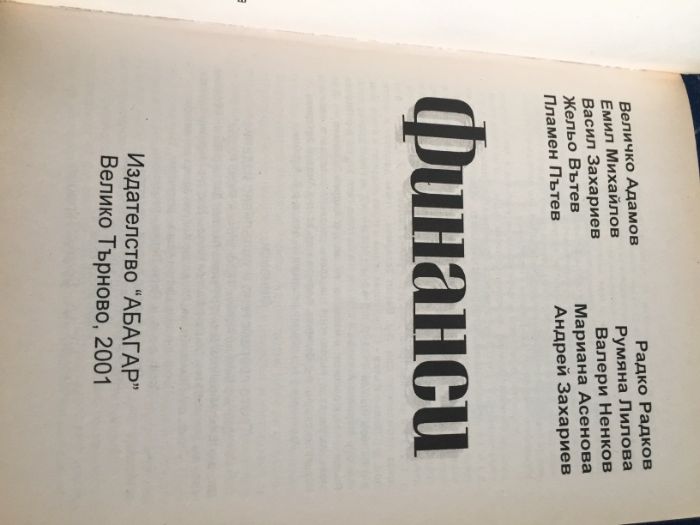 Величко Адамов
Емил Михайлов
Васил Захариев
Жельо Вътев
Пламен Пътев
Радко Радков
Румяна Лилова
Валери Ненков
Мариана Асенова
Андрей Захариев
Финанси
Издателство "АБАГАР"
Велико Търново, 2001